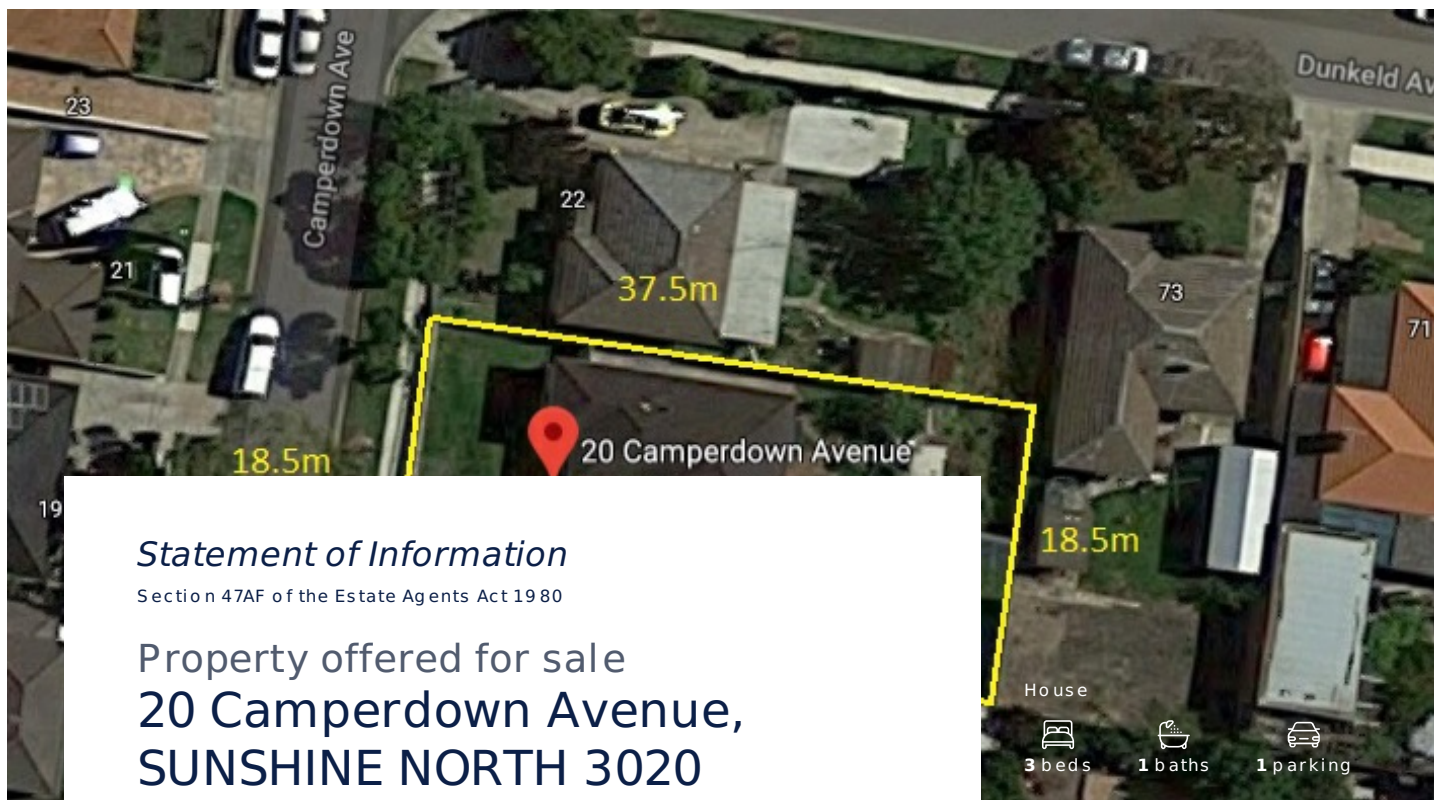 Dunkeld Av
Camperdown Ave
23
22
21
37.5m
73
71
20 Camperdown Avenue
18.5m
19
18.5m
Statement of Information
Section 47AF of the Estate Agents Act 1980
Property offered for sale
20 Camperdown Avenue,
SUNSHINE NORTH 3020
House
3 beds 1 baths 1 parking